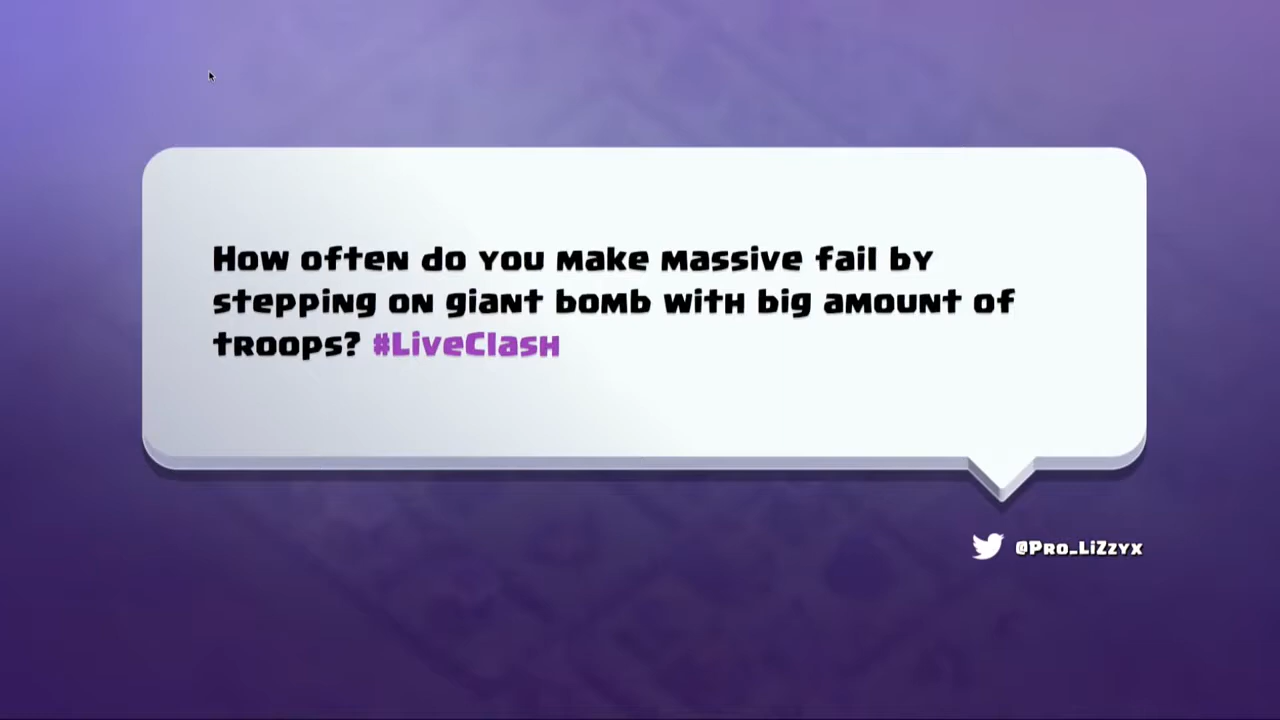 How often do you make massive fail by
stepping on giant bomb with big amount of
troops? #LiveClash
@Pro_LiZzyx